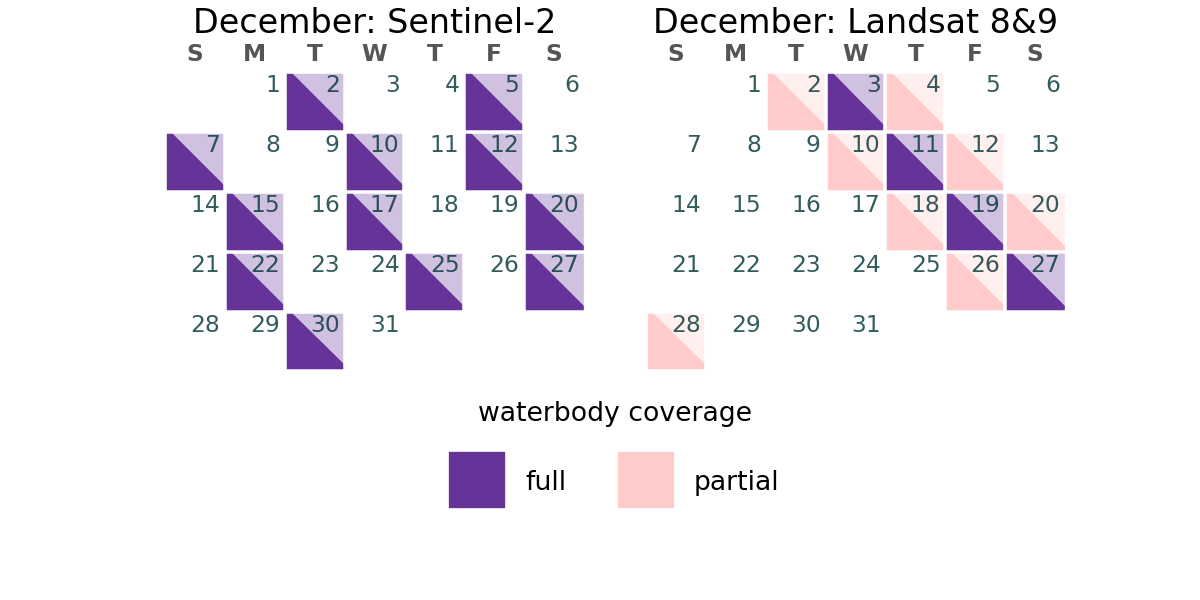 December: Sentinel-2
S M T W T F S
1 2 3 4 5 6
7 8 9 10 11 12 13
14 15 16 17 18 19 20
21 22 23 24 25 26 27
28 29 30 31
December: Landsat 8&9
S M T W T F S
1 2 3 4 5 6
7 8 9 10 11 12 13
14 15 16 17 18 19 20
21 22 23 24 25 26 27
28 29 30 31
waterbody coverage
full partial